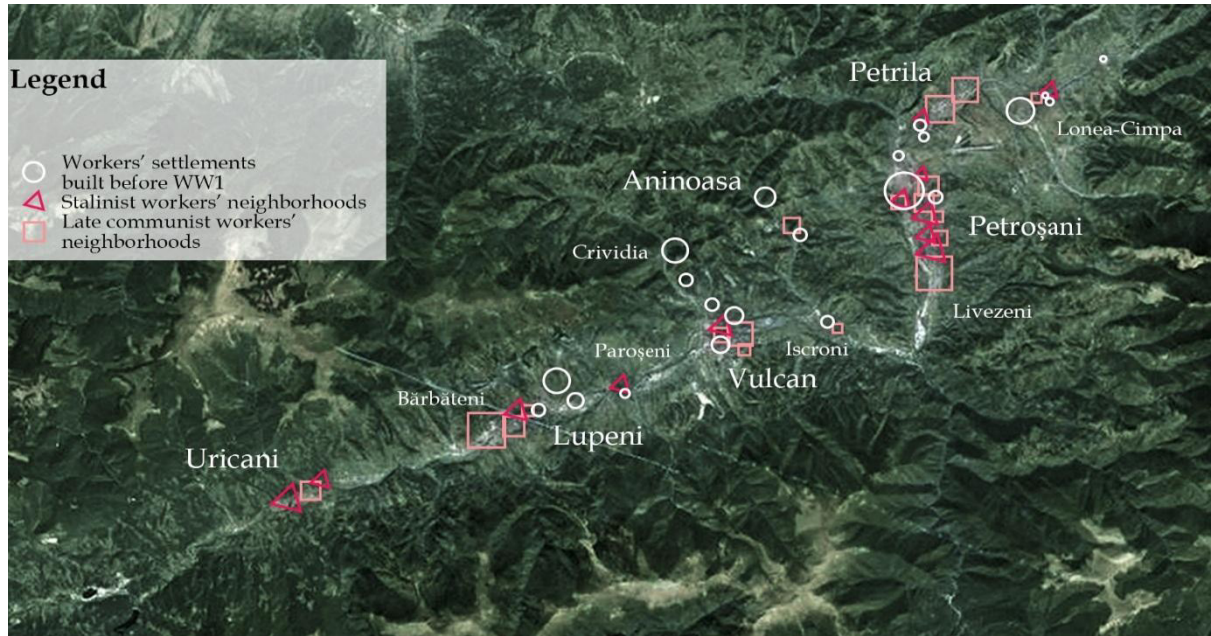 Legend
Workers' settlements
built before WW1
Stalinist workers' neighborhoods
Late communist workers'
neighborhoods
Petrila
Lonea-Cimpa
Aninoasa
Petroșani
Crividia
Livezeni
Iscroni
Paroșeni
Vulcan
Bărbăteni
Lupeni
Uricani